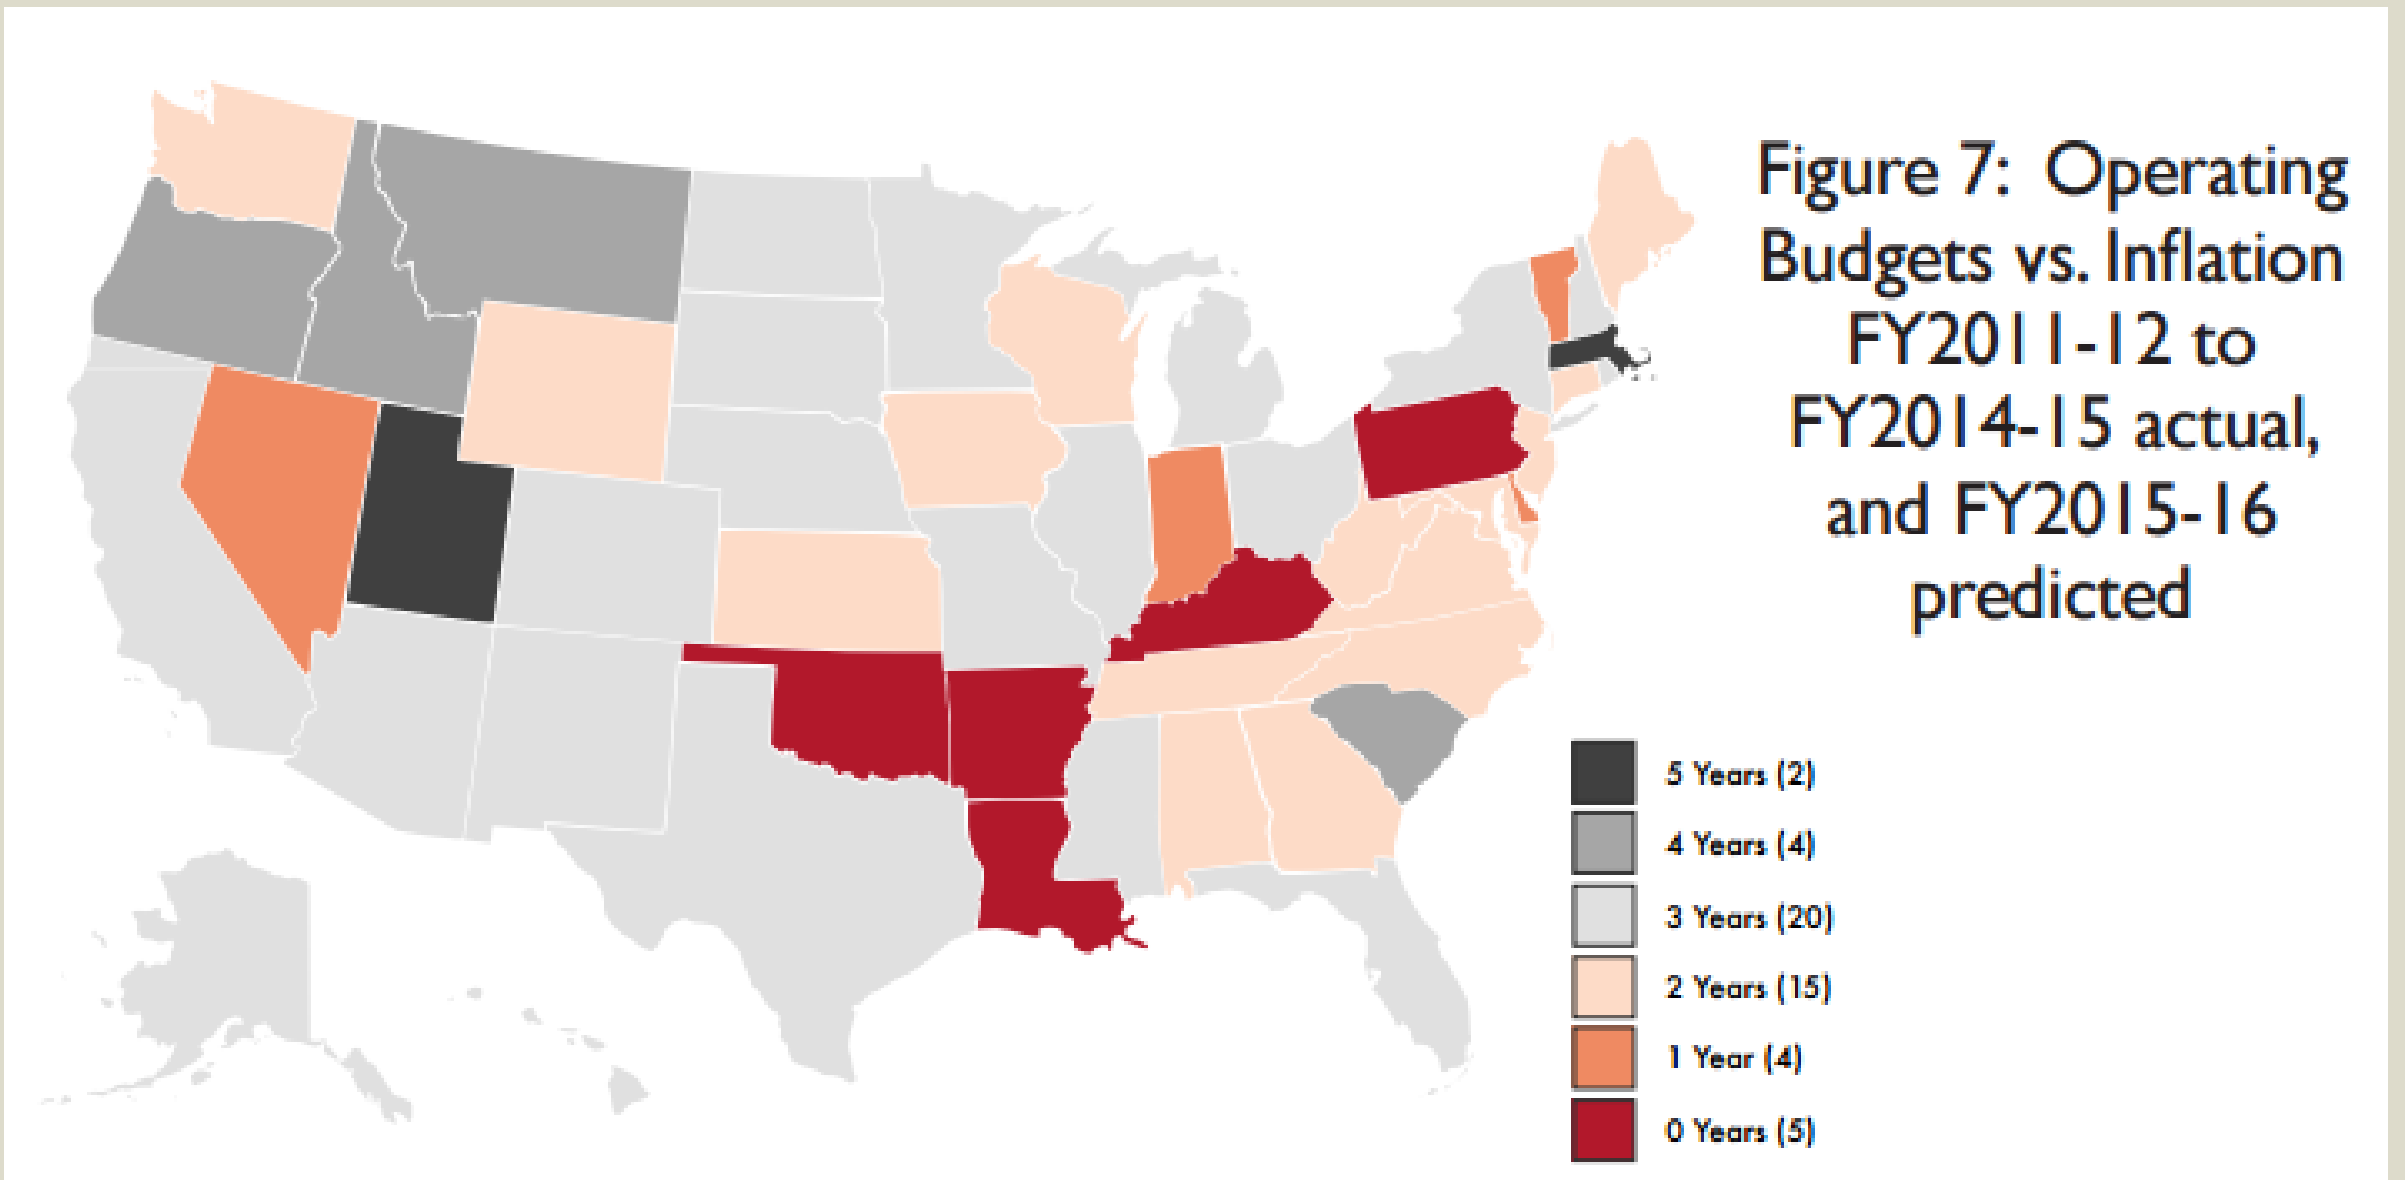 Figure 7: Operating
Budgets vs. Inflation
FY2011-12 to
FY2014-15 actual,
and FY2015-16
predicted
5 Years (2)
4 Years (4)
3 Years (20)
2 Years (15)
1 Year (4)
0 Years (5)